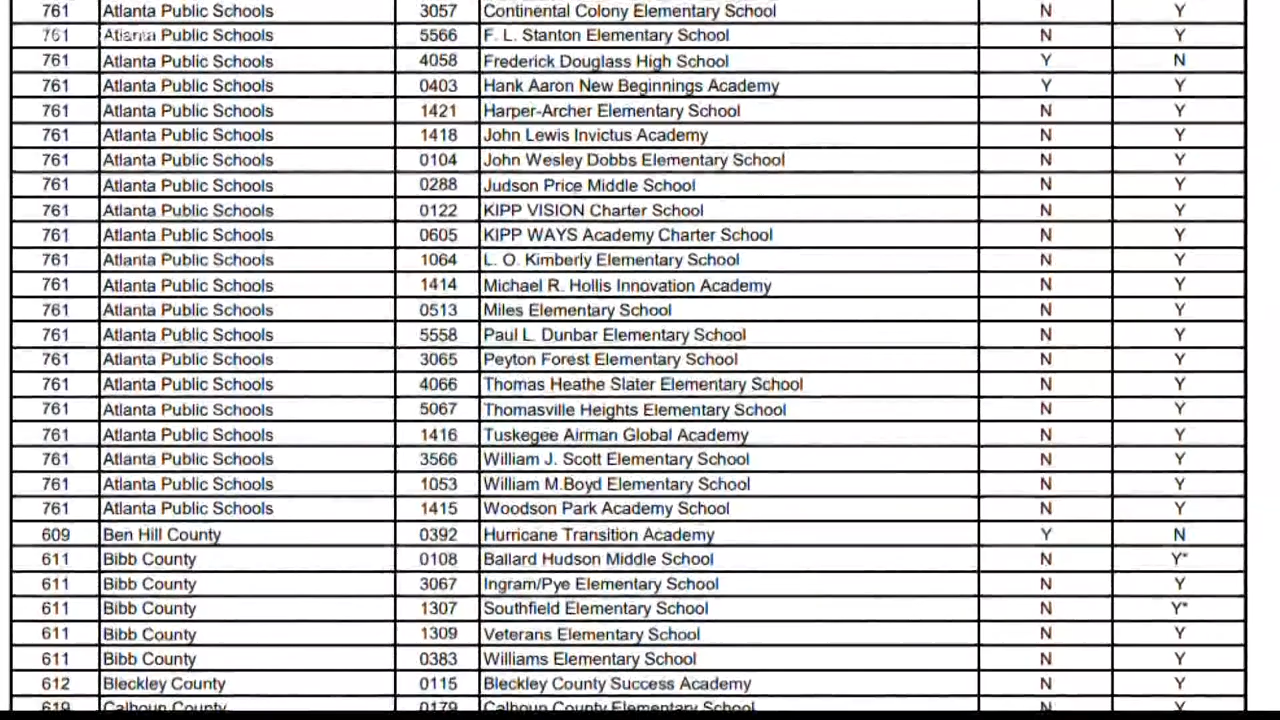 761 Atlanta Public Schools 3057 Continental Colony Elementary School N Y
761 Atlanta Public Schools 5566 F. L. Stanton Elementary School N Y
761 Atlanta Public Schools 4058 Frederick Douglass High School Y N
761 Atlanta Public Schools 0403 Hank Aaron New Beginnings Academy Y Y
761 Atlanta Public Schools 1421 Harper-Archer Elementary School N Y
761 Atlanta Public Schools 1418 John Lewis Invictus Academy N Y
761 Atlanta Public Schools 0104 John Wesley Dobbs Elementary School N Y
761 Atlanta Public Schools 0288 Judson Price Middle School N Y
761 Atlanta Public Schools 0122 KIPP VISION Charter School N Y
761 Atlanta Public Schools 0605 KIPP WAYS Academy Charter School N Y
761 Atlanta Public Schools 1064 L. O. Kimberly Elementary School N Y
761 Atlanta Public Schools 1414 Michael R. Hollis Innovation Academy N Y
761 Atlanta Public Schools 0513 Miles Elementary School N Y
761 Atlanta Public Schools 5558 Paul L. Dunbar Elementary School N Y
761 Atlanta Public Schools 3065 Peyton Forest Elementary School N Y
761 Atlanta Public Schools 4066 Thomas Heathe Slater Elementary School N Y
761 Atlanta Public Schools 5067 Thomasville Heights Elementary School N Y
761 Atlanta Public Schools 1416 Tuskegee Airman Global Academy N Y
761 Atlanta Public Schools 3566 William J. Scott Elementary School N Y
761 Atlanta Public Schools 1053 William M.Boyd Elementary School N Y
761 Atlanta Public Schools 1415 Woodson Park Academy School N Y
609 Ben Hill County 0392 Hurricane Transition Academy Y N
611 Bibb County 0108 Ballard Hudson Middle School N Y*
611 Bibb County 3067 Ingram/Pye Elementary School N Y
611 Bibb County 1307 Southfield Elementary School N Y*
611 Bibb County 1309 Veterans Elementary School N Y
611 Bibb County 0383 Williams Elementary School N Y
612 Bleckley County 0115 Bleckley County Success Academy N Y
619 Calhoun County 0179 Calhoun County Elementary School N Y